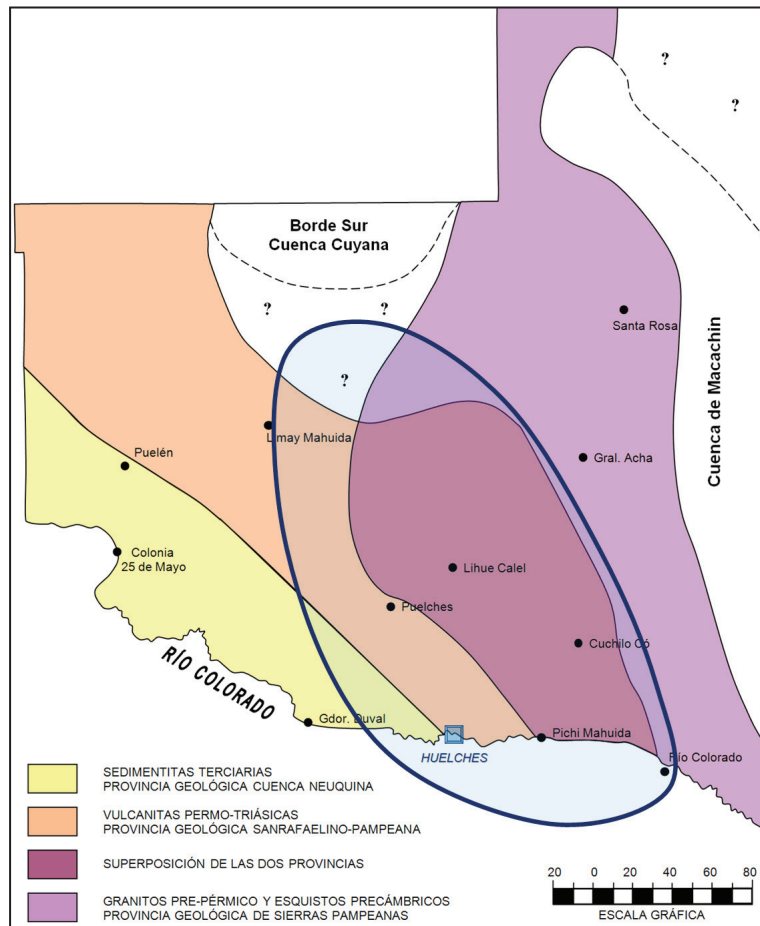 ?
?
Borde Sur
Cuenca Cuyana
?
?
?
Santa Rosa
Limay Mahuida
Puelén
Gral. Acha
Cuenca de Macachin
Colonia
25 de Mayo
Lihue Calel
Puelches
Cuchilo Có
RÍO COLORADO
Gdor. Duval
HUELCHES
Pichi Mahuida
Río Colorado
SEDIMENTITAS TERCIARIAS
PROVINCIA GEOLÓGICA CUENCA NEUQUINA
VULCANITAS PERMO-TRIÁSICAS
PROVINCIA GEOLÓGICA SANRAFAELINO-PAMPEANA
SUPERPOSICIÓN DE LAS DOS PROVINCIAS
GRANITOS PRE-PÉRMICO Y ESQUISTOS PRECÁMBRICOS
PROVINCIA GEOLÓGICA DE SIERRAS PAMPEANAS
20 0 20 40 60 80
ESCALA GRÁFICA